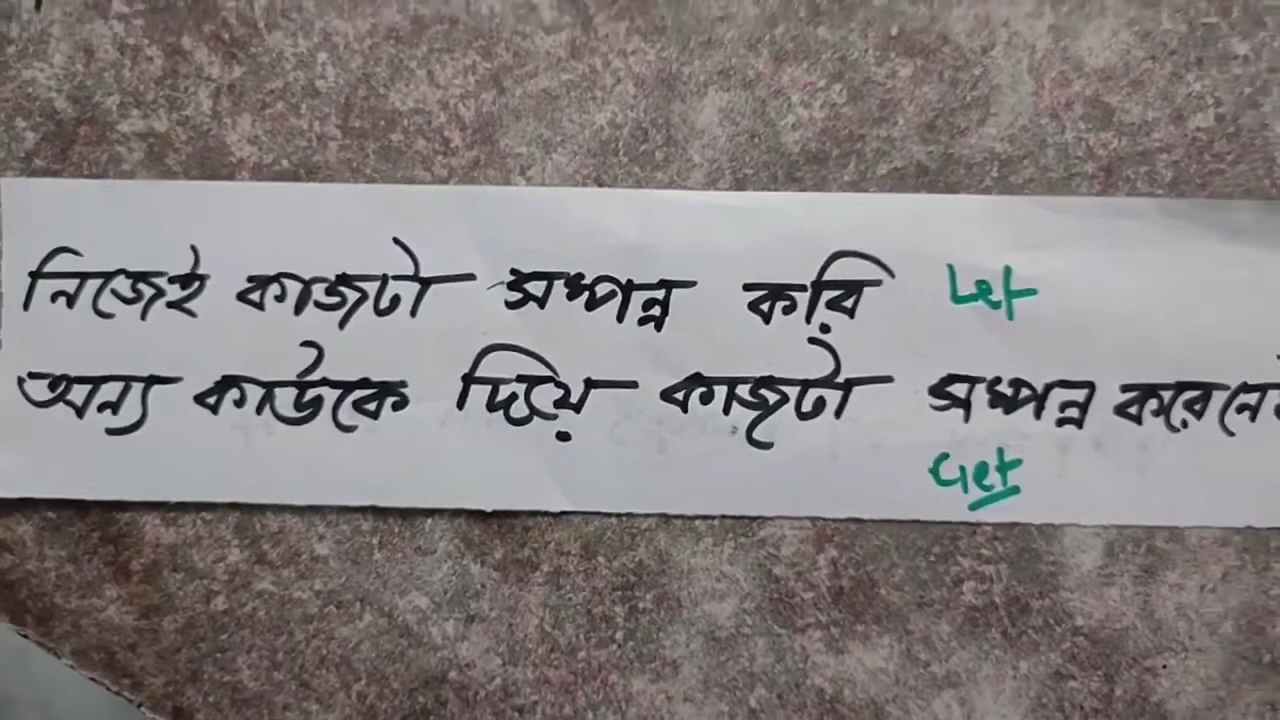 নিজেই কাজটা সম্পন্ন করি Let
অন্য কাউকে দিয়ে কাজটা সম্পন্ন করে
Get